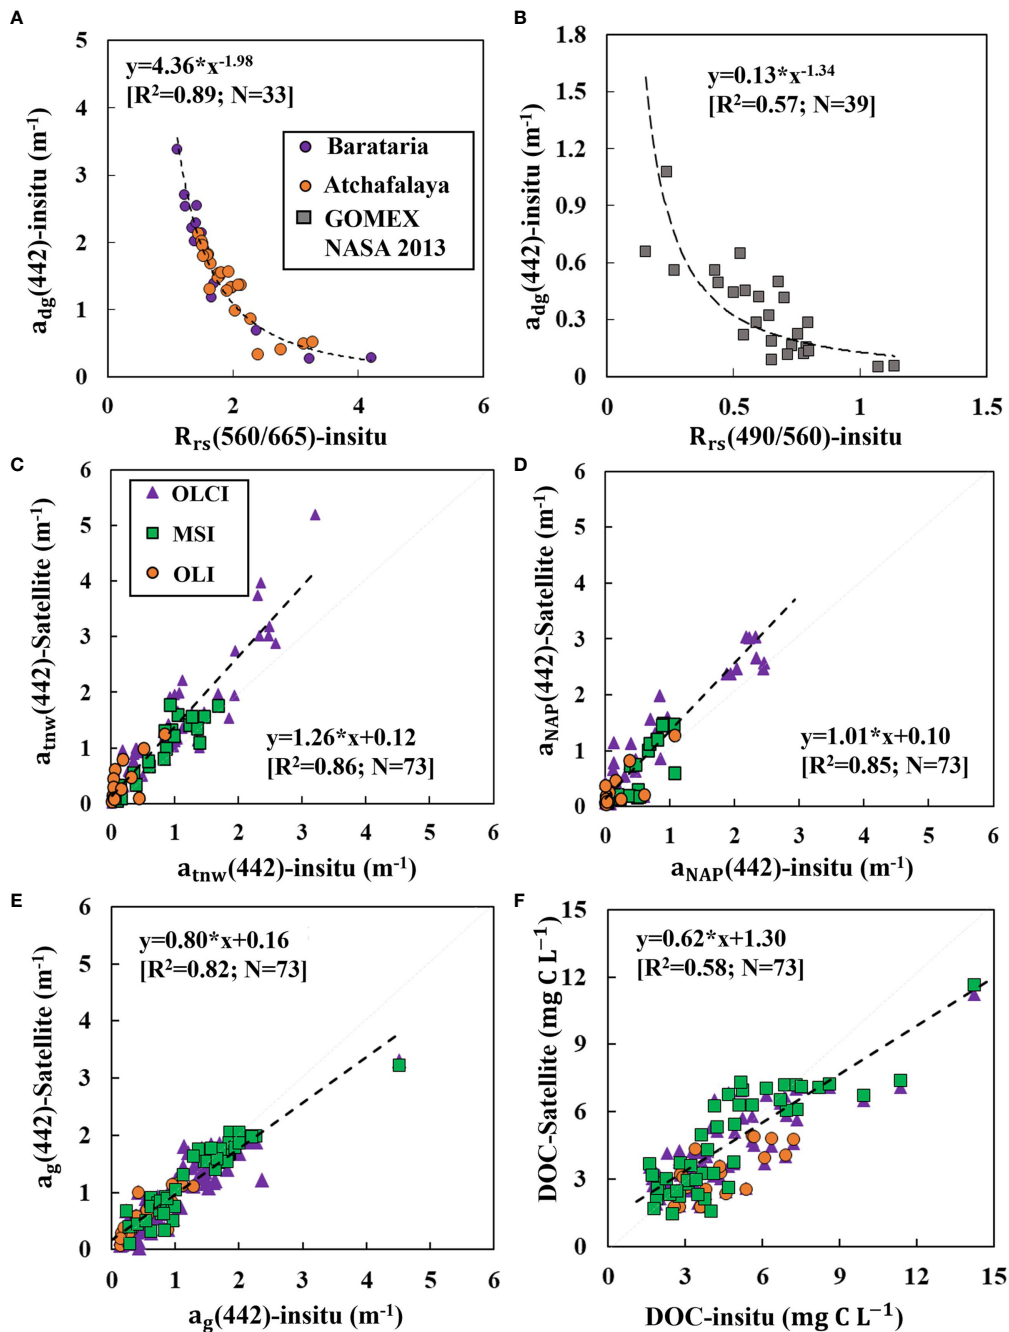 A
y=4.36*x^-1.98
[R²=0.89; N=33]
Barataria
Atchafalaya
GOMEX
NASA 2013
5
4
3
2
1
0
0 2 4 6
a_dg(442)-insitu (m⁻¹)
R_rs(560/665)-insitu
B
y=0.13*x^-1.34
[R²=0.57; N=39]
1.8
1.5
1.2
0.9
0.6
0.3
0
0 0.5 1 1.5
a_dg(442)-insitu (m⁻¹)
R_rs(490/560)-insitu
C
OLCI
MSI
OLI
y=1.26*x+0.12
[R²=0.86; N=73]
6
5
4
3
2
1
0
0 1 2 3 4 5 6
a_tnw(442)-Satellite (m⁻¹)
a_tnw(442)-insitu (m⁻¹)
D
y=1.01*x+0.10
[R²=0.85; N=73]
6
5
4
3
2
1
0
0 1 2 3 4 5 6
a_NAP(442)-Satellite (m⁻¹)
a_NAP(442)-insitu (m⁻¹)
E
y=0.80*x+0.16
[R²=0.82; N=73]
6
5
4
3
2
1
0
0 1 2 3 4 5 6
a_g(442)-Satellite (m⁻¹)
a_g(442)-insitu (m⁻¹)
F
y=0.62*x+1.30
[R²=0.58; N=73]
15
12
9
6
3
0
0 3 6 9 12 15
DOC-Satellite (mg C L⁻¹)
DOC-insitu (mg C L⁻¹)